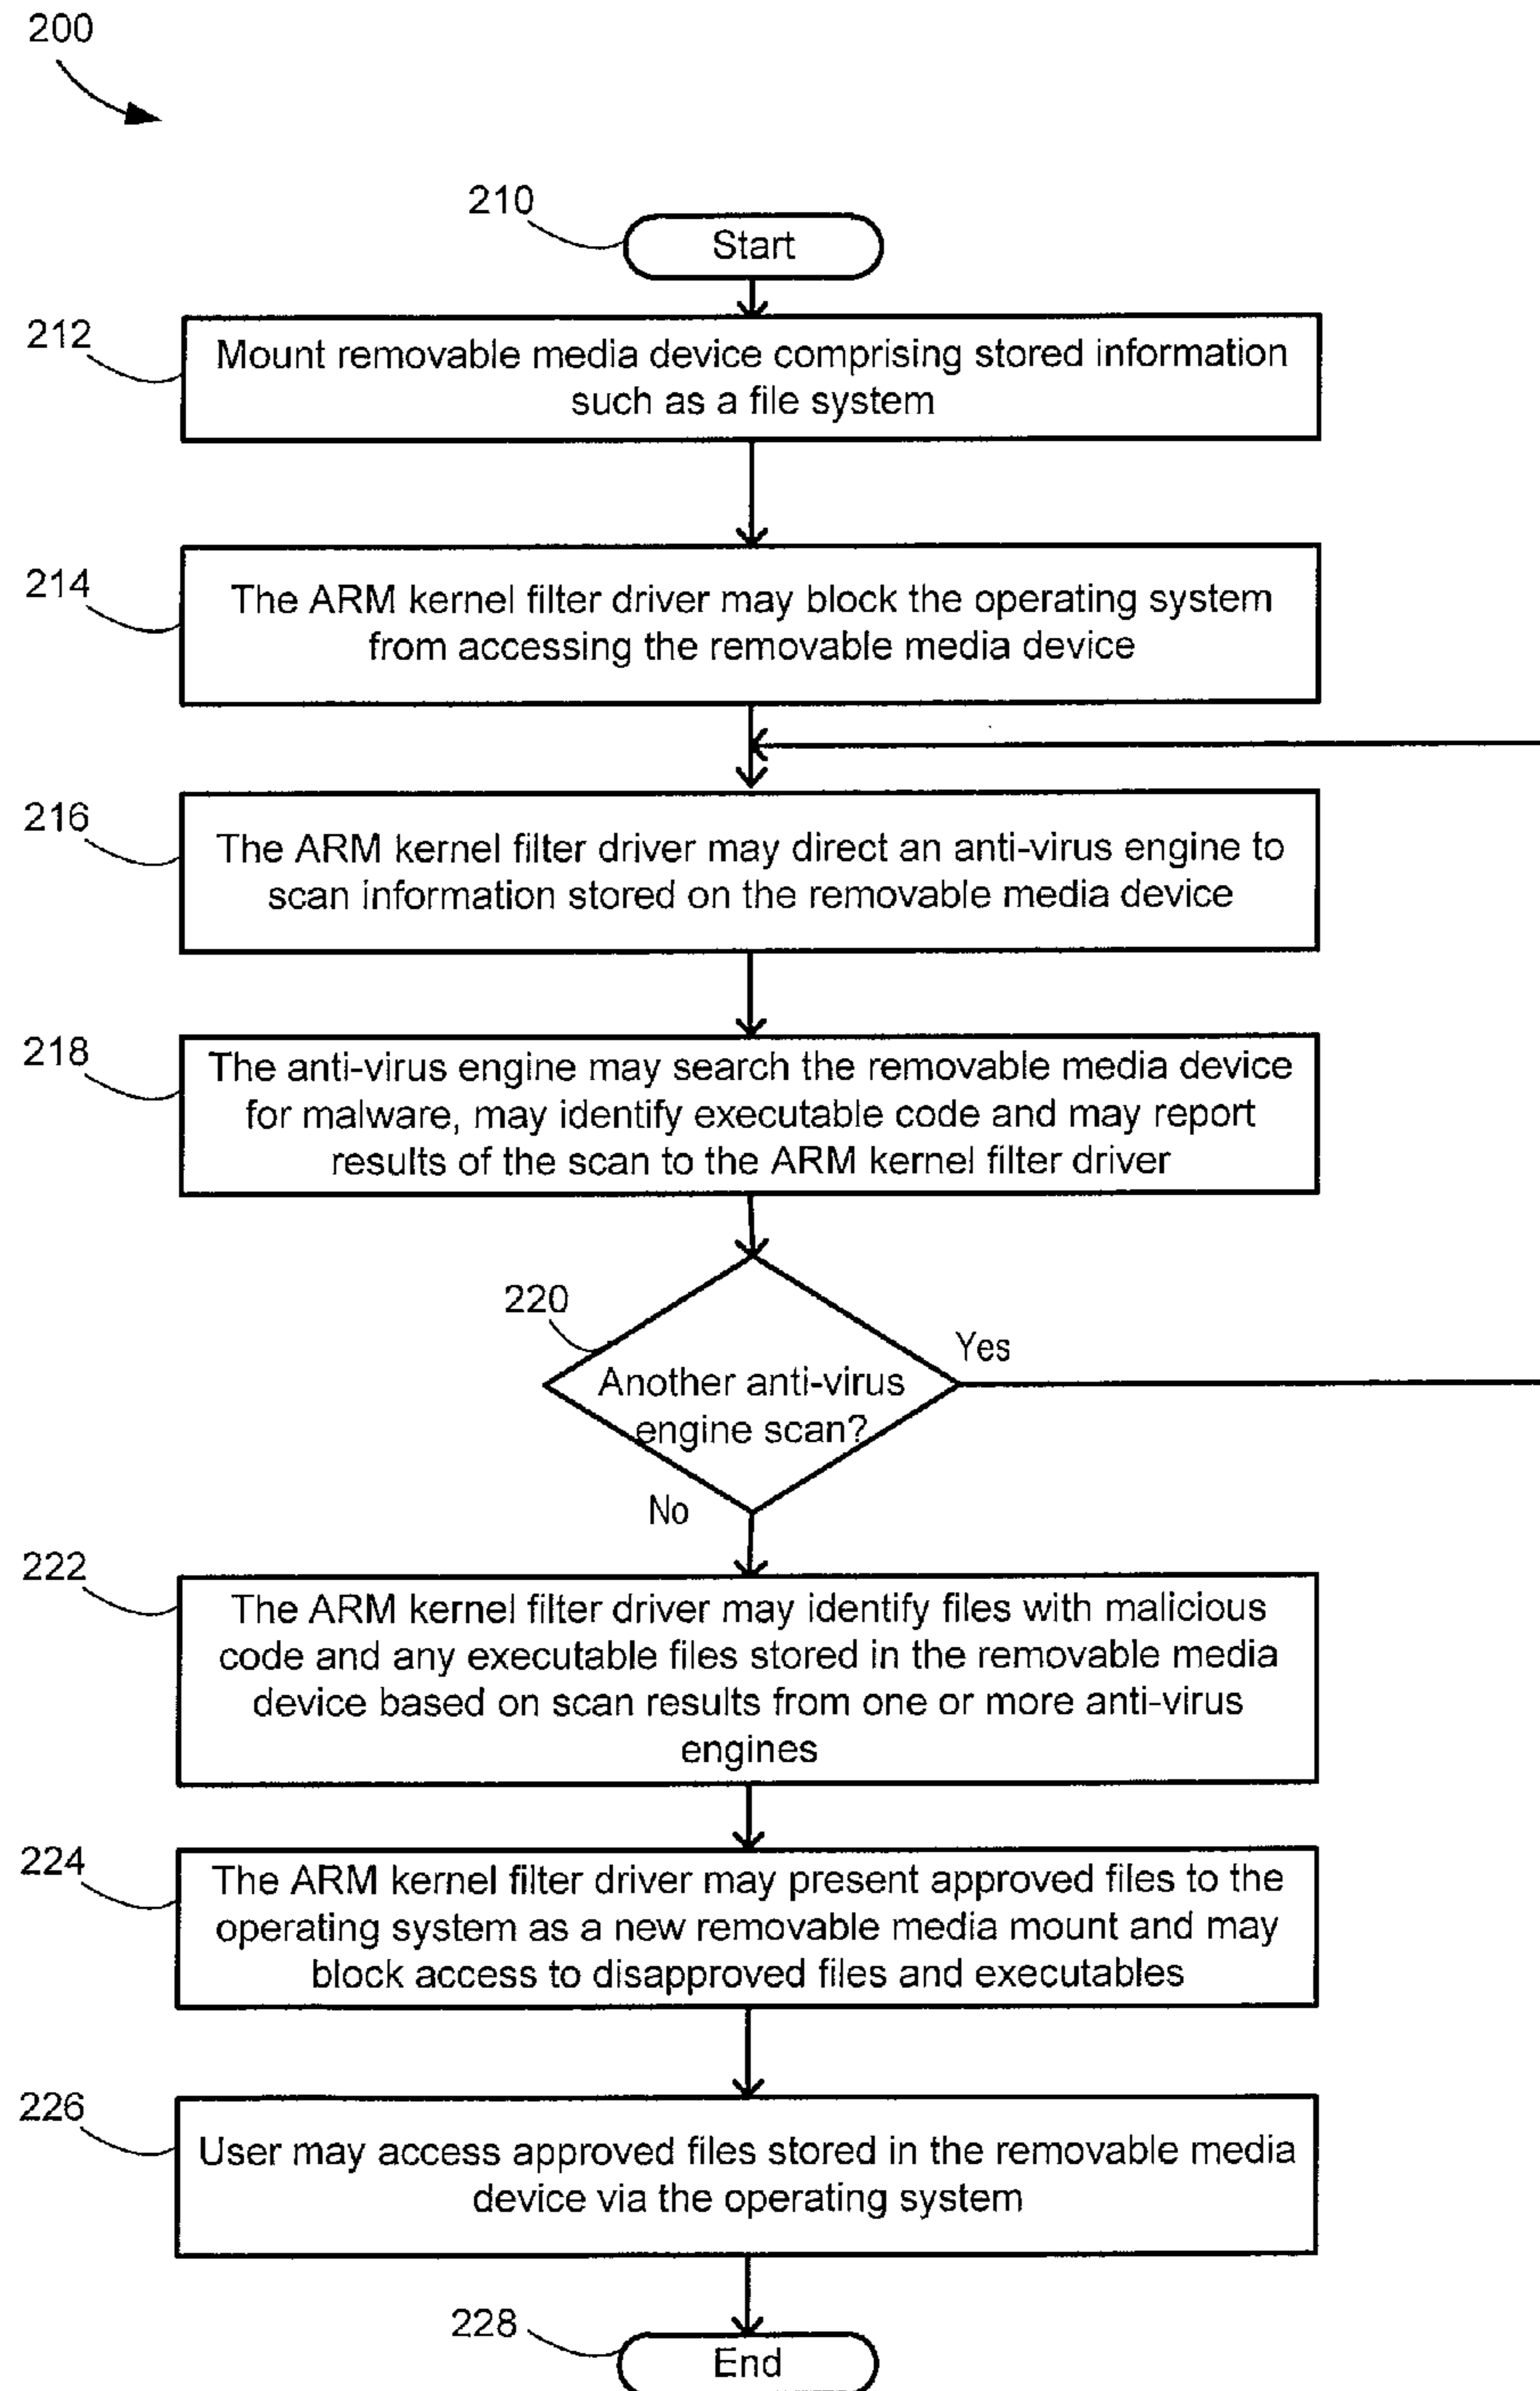 200
210
Start
212
Mount removable media device comprising stored information
such as a file system
214
The ARM kernel filter driver may block the operating system
from accessing the removable media device
216
The ARM kernel filter driver may direct an anti-virus engine to
scan information stored on the removable media device
218
The anti-virus engine may search the removable media device
for malware, may identify executable code and may report
results of the scan to the ARM kernel filter driver
220
Yes
Another anti-virus
engine scan?
No
222
The ARM kernel filter driver may identify files with malicious
code and any executable files stored in the removable media
device based on scan results from one or more anti-virus
engines
224
The ARM kernel filter driver may present approved files to the
operating system as a new removable media mount and may
block access to disapproved files and executables
226
User may access approved files stored in the removable media
device via the operating system
228
End